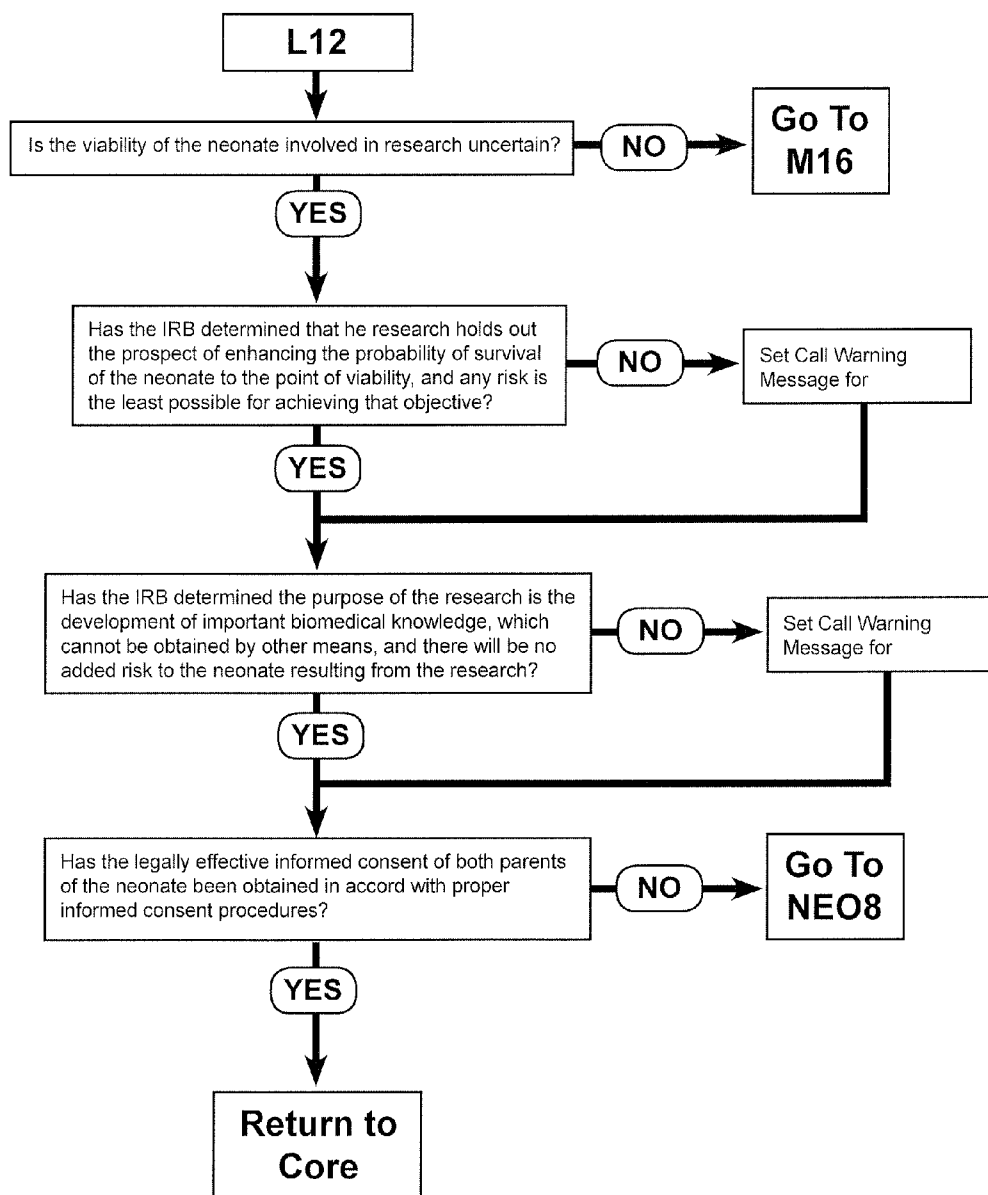 L12
Is the viability of the neonate involved in research uncertain?
NO
Go To
M16
YES
Has the IRB determined that he research holds out
the prospect of enhancing the probability of survival
of the neonate to the point of viability, and any risk is
the least possible for achieving that objective?
NO
Set Call Warning
Message for
YES
Has the IRB determined the purpose of the research is the
development of important biomedical knowledge, which
cannot be obtained by other means, and there will be no
added risk to the neonate resulting from the research?
NO
Set Call Warning
Message for
YES
Has the legally effective informed consent of both parents
of the neonate been obtained in accord with proper
informed consent procedures?
NO
Go To
NEO8
YES
Return to
Core